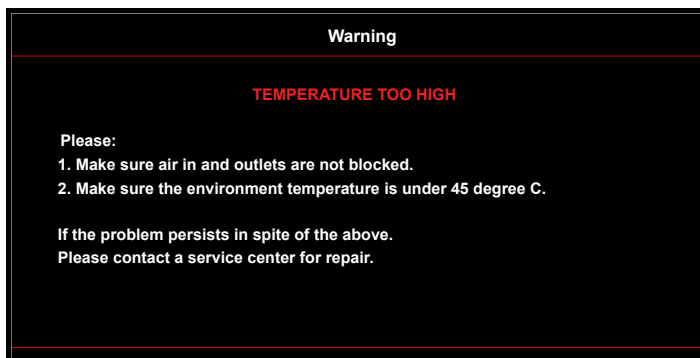 Warning
TEMPERATURE TOO HIGH
Please:
1. Make sure air in and outlets are not blocked.
2. Make sure the environment temperature is under 45 degree C.
If the problem persists in spite of the above.
Please contact a service center for repair.